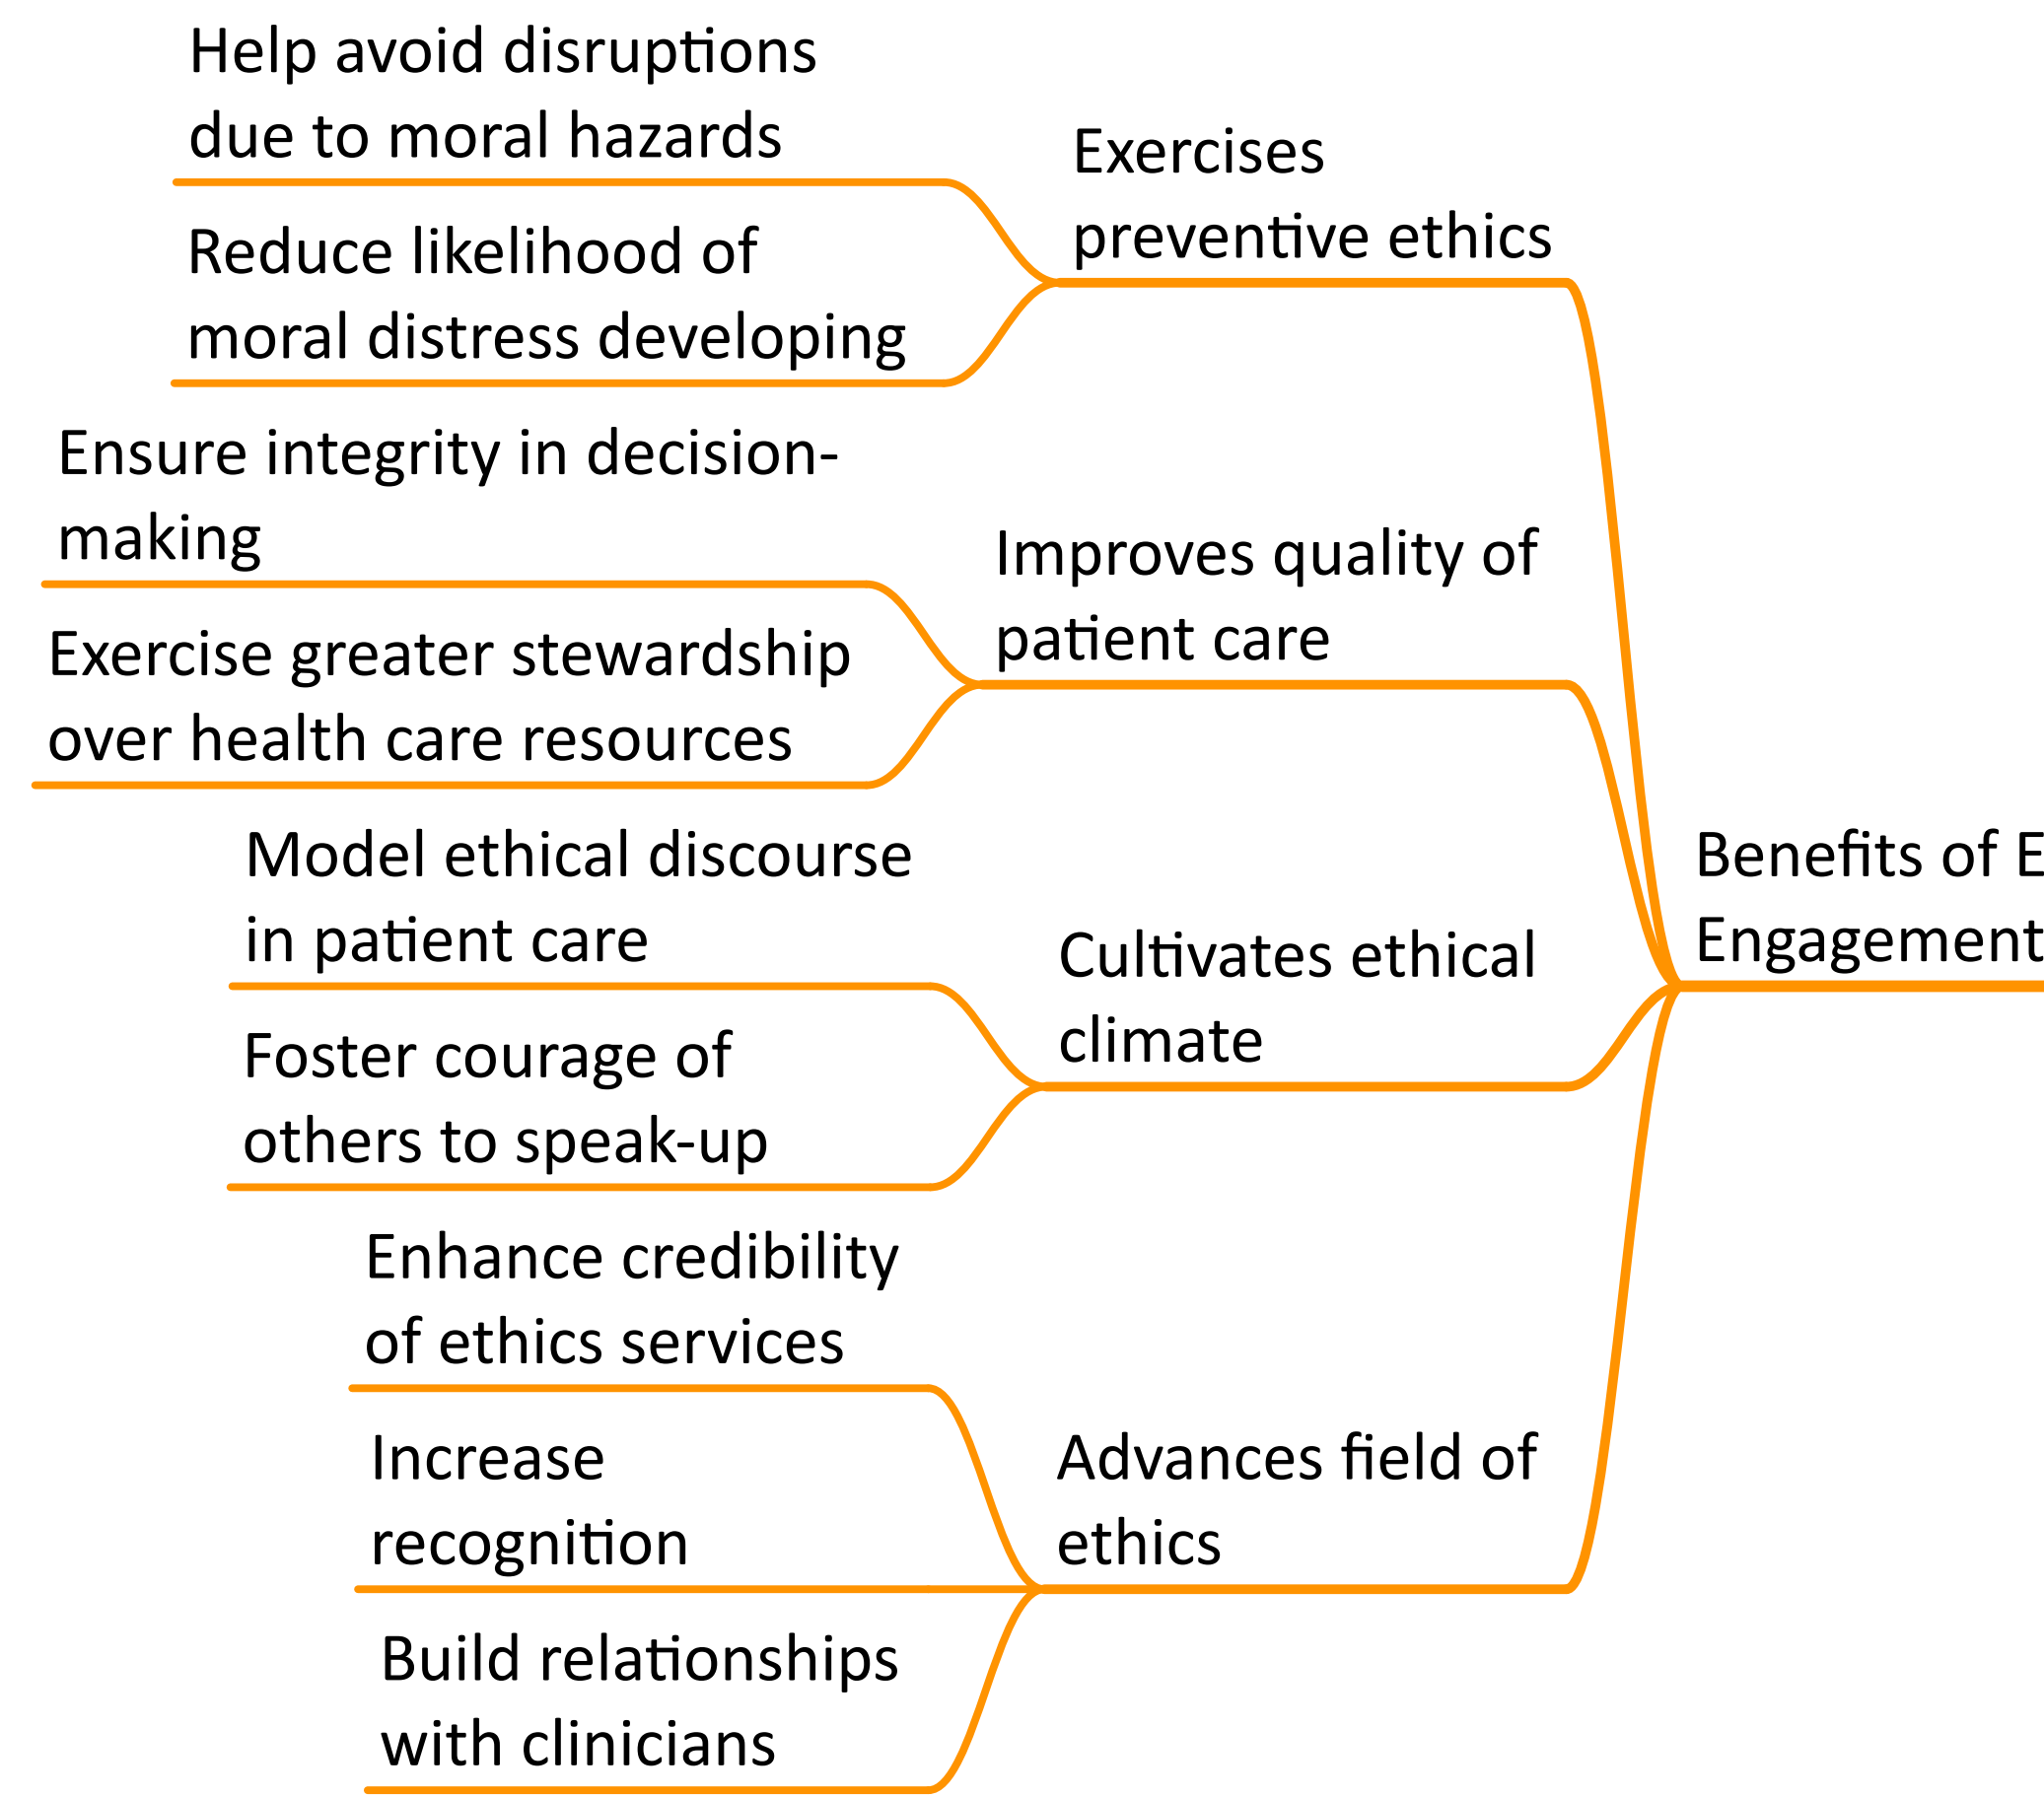 Help avoid disruptions
due to moral hazards
Reduce likelihood of
moral distress developing
Exercises
preventive ethics
Ensure integrity in decision-
making
Exercise greater stewardship
over health care resources
Improves quality of
patient care
Model ethical discourse
in patient care
Foster courage of
others to speak-up
Cultivates ethical
climate
Enhance credibility
of ethics services
Increase
recognition
Build relationships
with clinicians
Advances field of
ethics
Benefits of E
Engagement